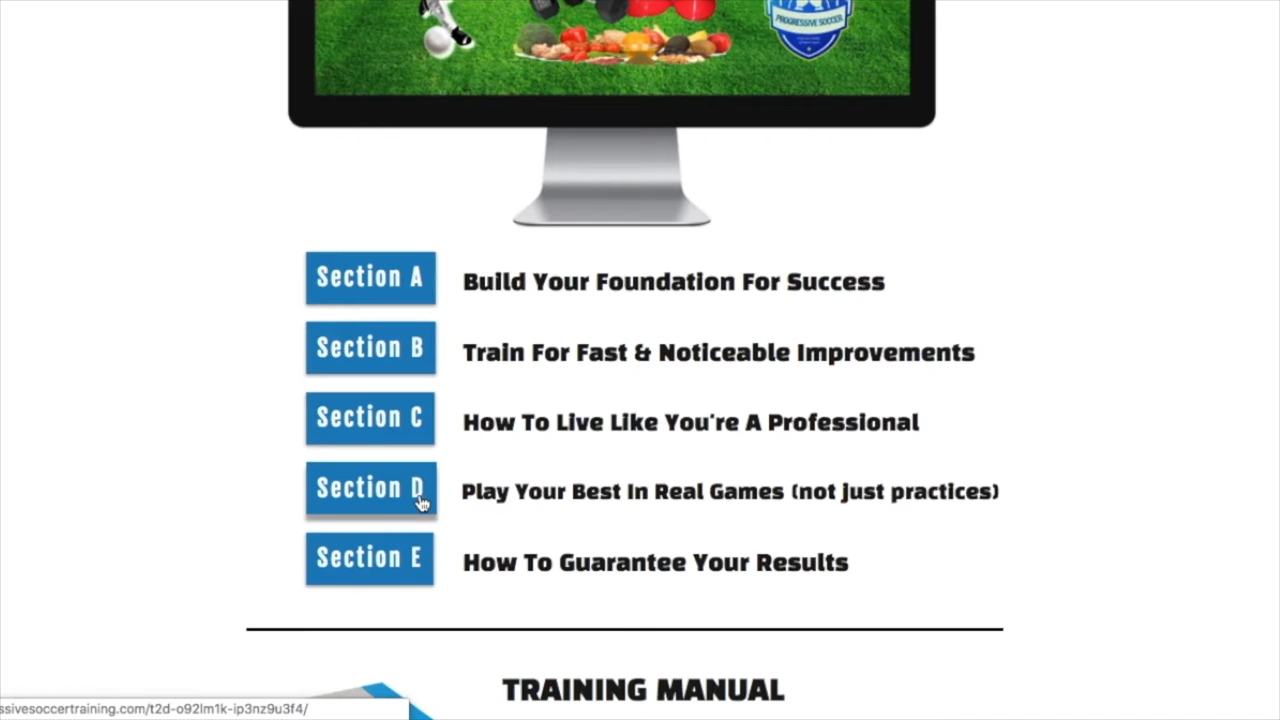 PROGRESSIVE SOCCER
Section A
Build Your Foundation For Success
Section B
Train For Fast & Noticeable Improvements
Section C
How To Live Like You're A Professional
Section D
Play Your Best In Real Games (not just practices)
Section E
How To Guarantee Your Results
TRAINING MANUAL
ssivesoccertraining.com/t2d-o92lm1k-ip3nz9u3f4/